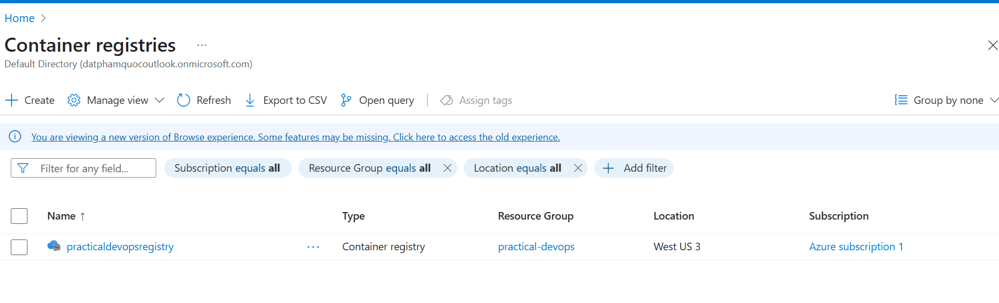 Home
Container registries ...
Default Directory (datphamquocoutlook.onmicrosoft.com)
Create Manage view Refresh Export to CSV Open query Assign tags Group by none
You are viewing a new version of Browse experience. Some features may be missing. Click here to access the old experience.
Filter for any field... Subscription equals all Resource Group equals all Location equals all Add filter
Name ↑ Type Resource Group Location Subscription
practicaldevopsregistry ... Container registry practical-devops West US 3 Azure subscription 1